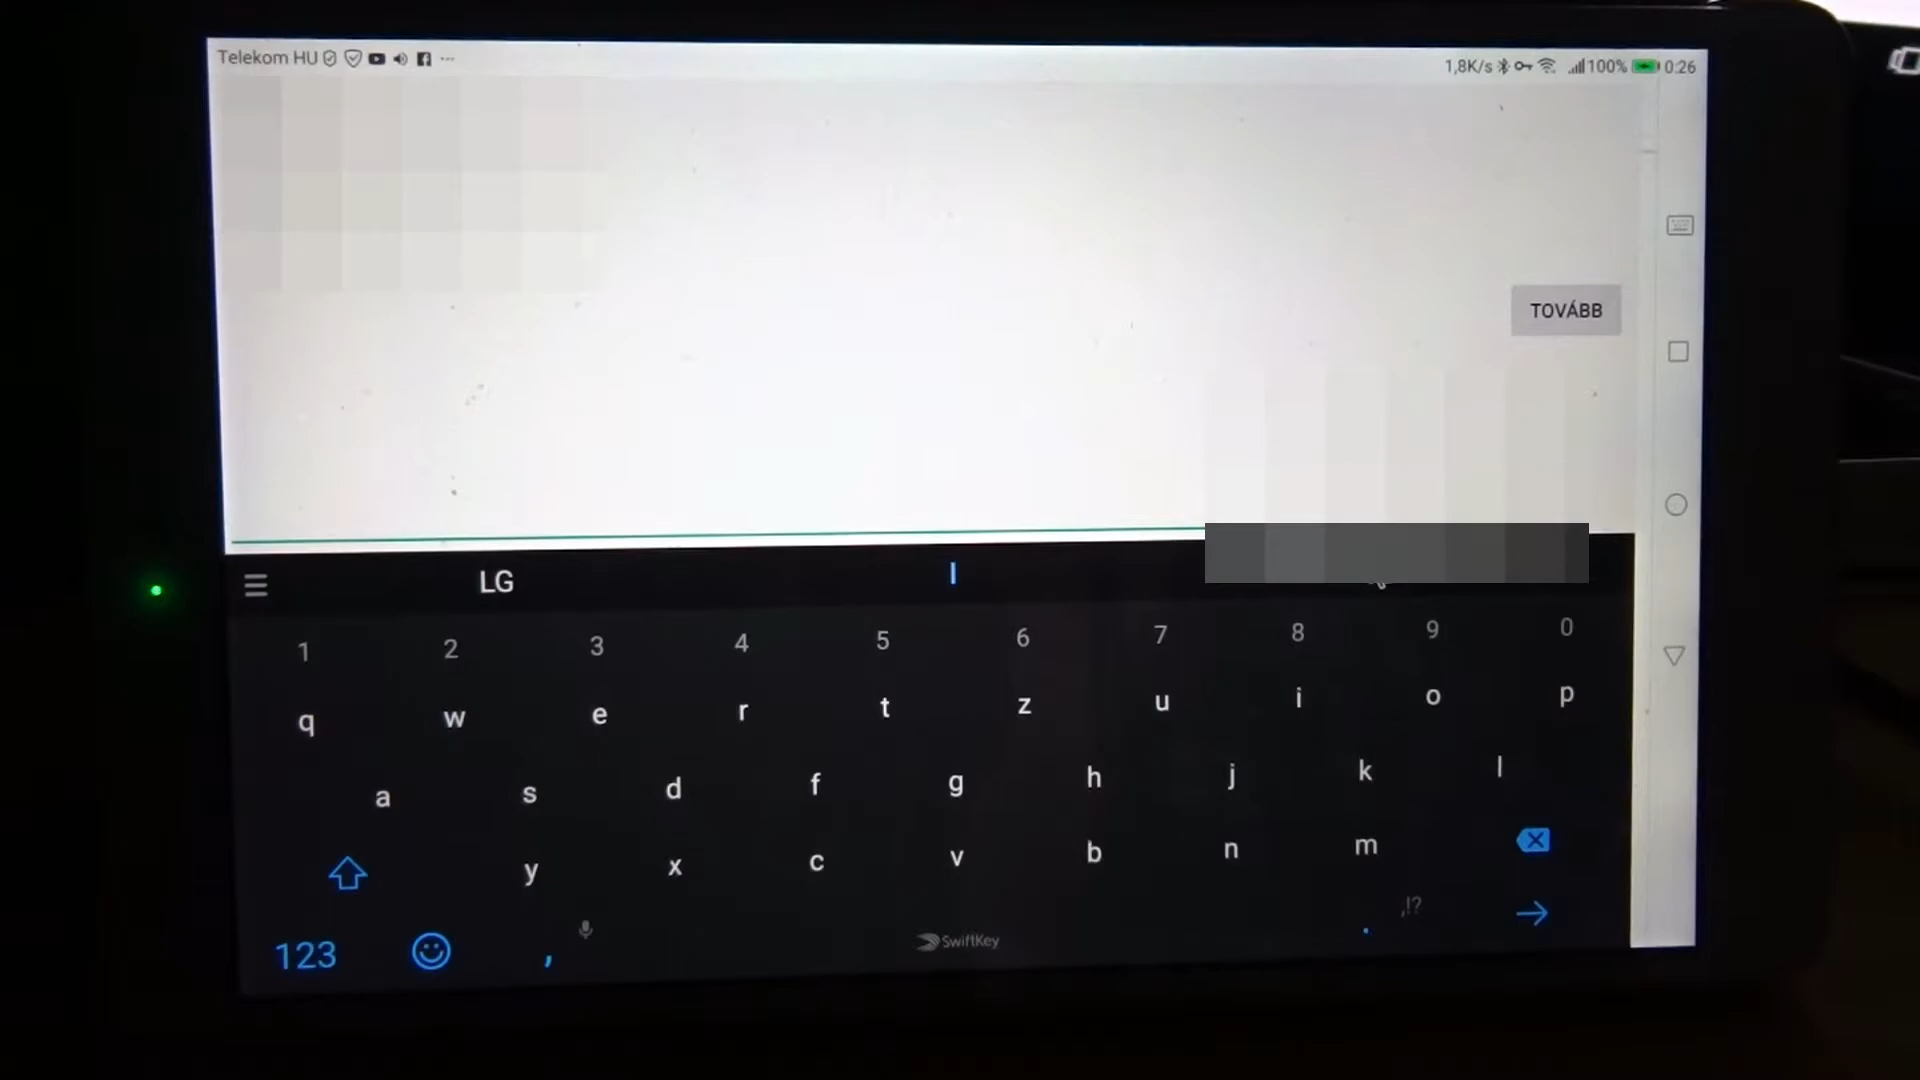 Telekom HU
1,8K/s 100% 0:26
TOVÁBB
LG I
1 2 3 4 5 6 7 8 9 0
q w e r t z u i o p
a s d f g h j k l
y x c v b n m
,!?
123 , SwiftKey .